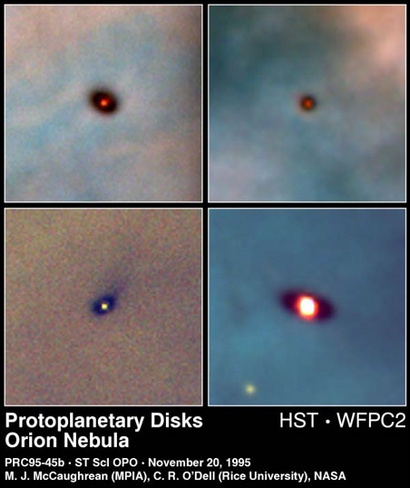 Protoplanetary Disks HST • WFPC2
Orion Nebula
PRC95-45b • ST ScI OPO • November 20, 1995
M. J. McCaughrean (MPIA), C. R. O'Dell (Rice University), NASA